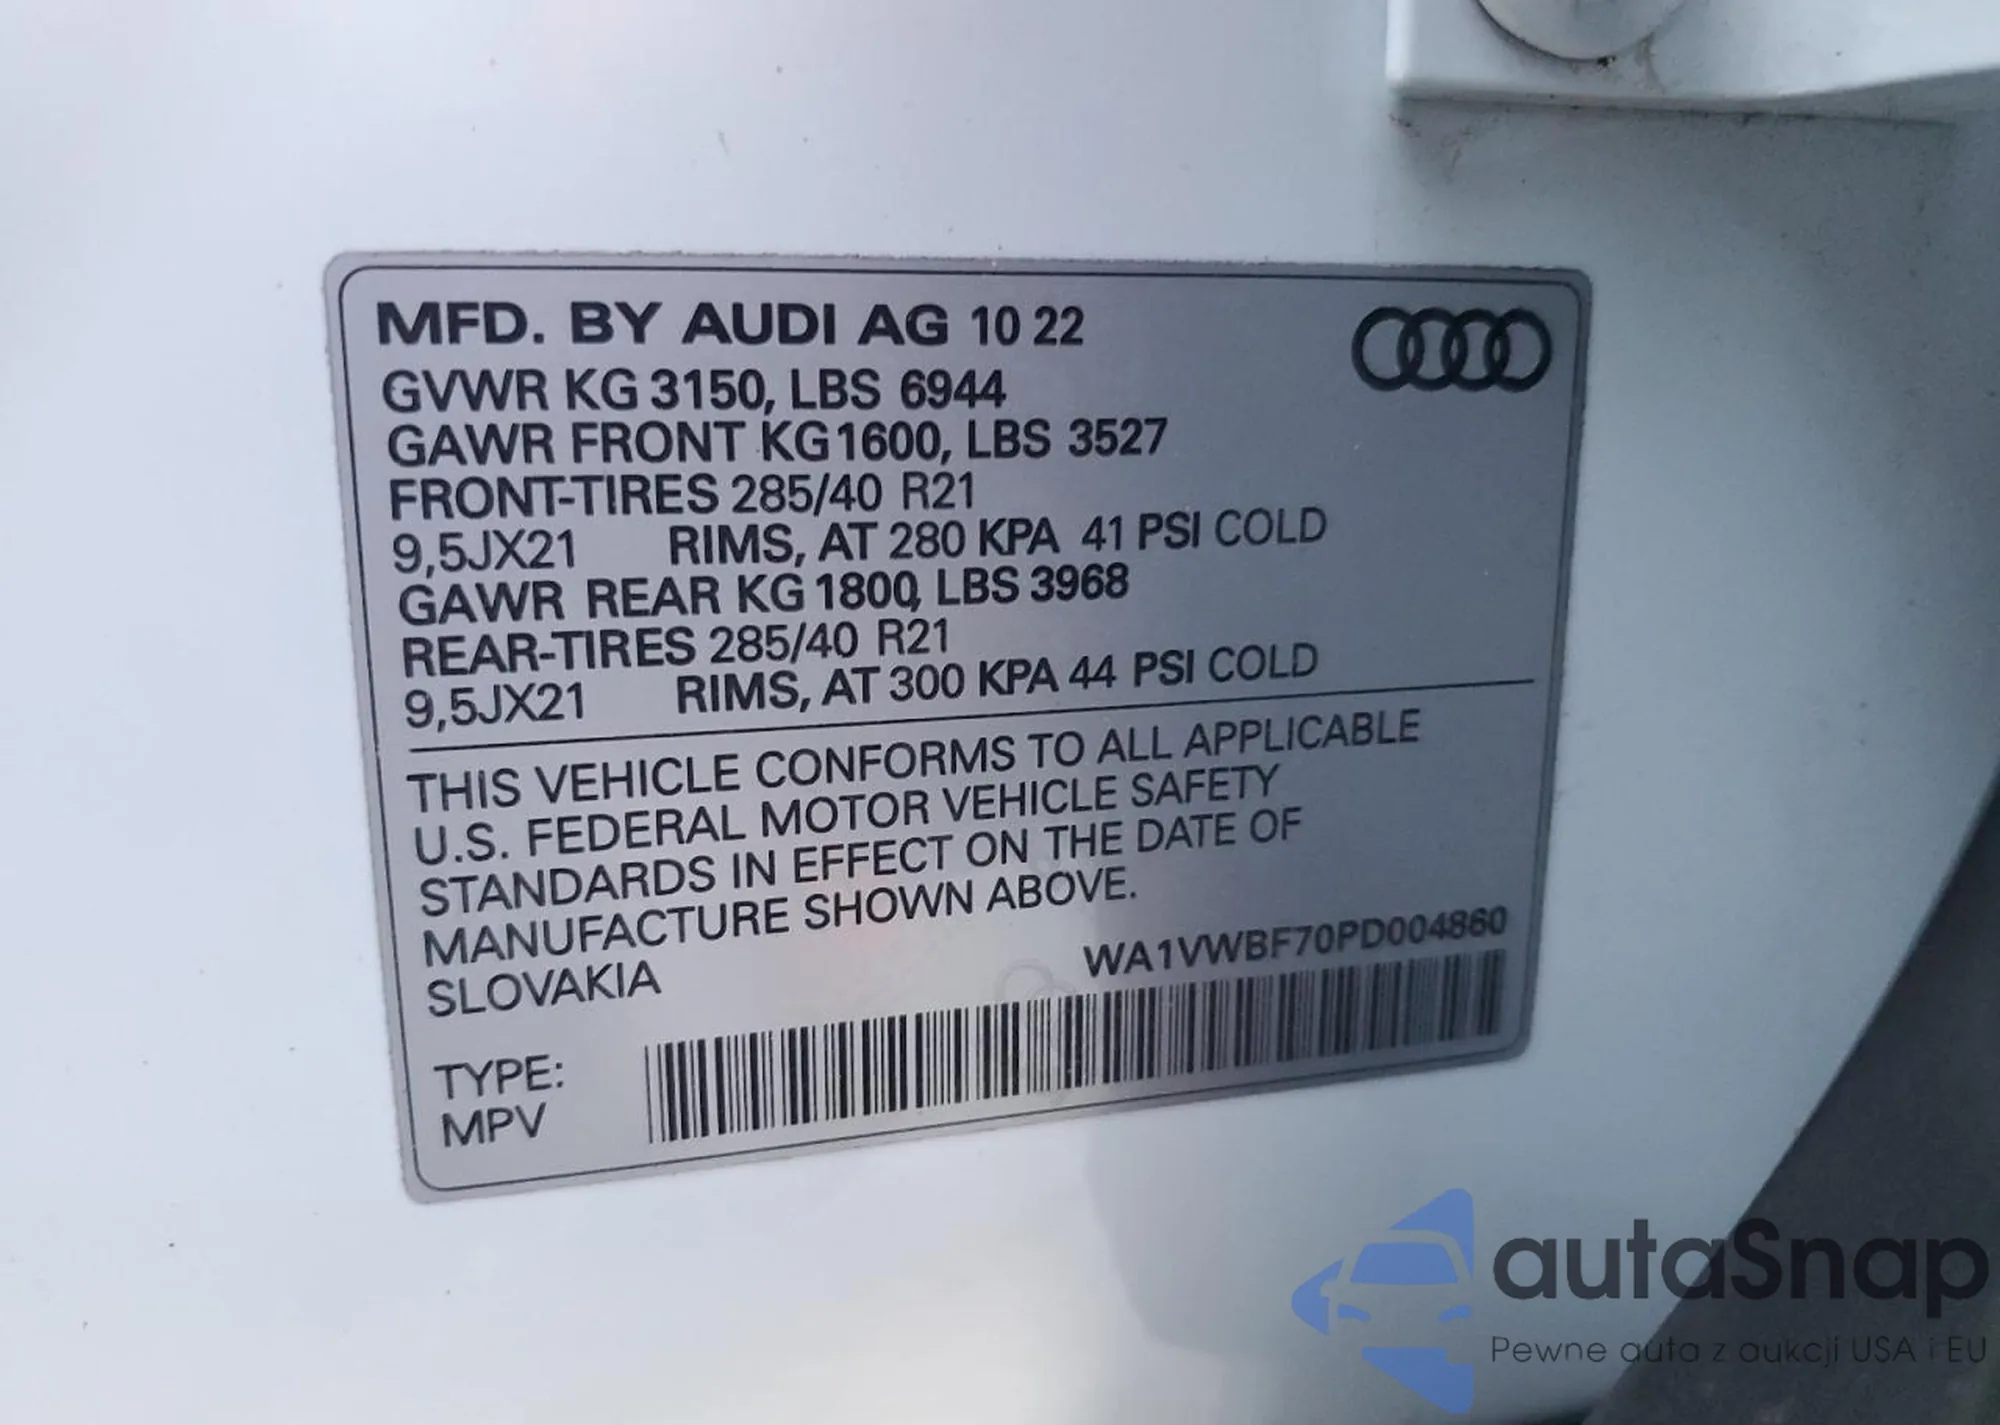 MFD. BY AUDI AG 10 22
GVWR KG 3150, LBS 6944
GAWR FRONT KG 1600, LBS 3527
FRONT-TIRES 285/40 R21
9,5JX21 RIMS, AT 280 KPA 41 PSI COLD
GAWR REAR KG 1800, LBS 3968
REAR-TIRES 285/40 R21
9,5JX21 RIMS, AT 300 KPA 44 PSI COLD
THIS VEHICLE CONFORMS TO ALL APPLICABLE
U.S. FEDERAL MOTOR VEHICLE SAFETY
STANDARDS IN EFFECT ON THE DATE OF
MANUFACTURE SHOWN ABOVE.
SLOVAKIA
WA1VWBF70PD004860
TYPE:
MPV
autaSnap
Pewne auta z aukcji USA i EU